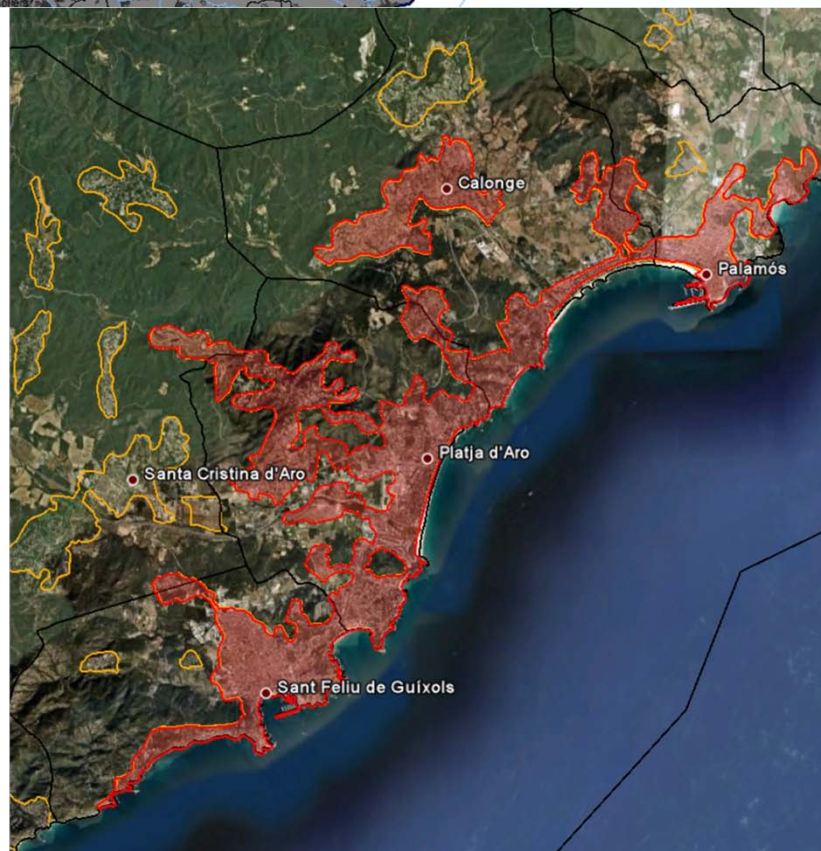 Calonge
Palamós
Platja d'Aro
Santa Cristina d'Aro
Sant Feliu de Guíxols